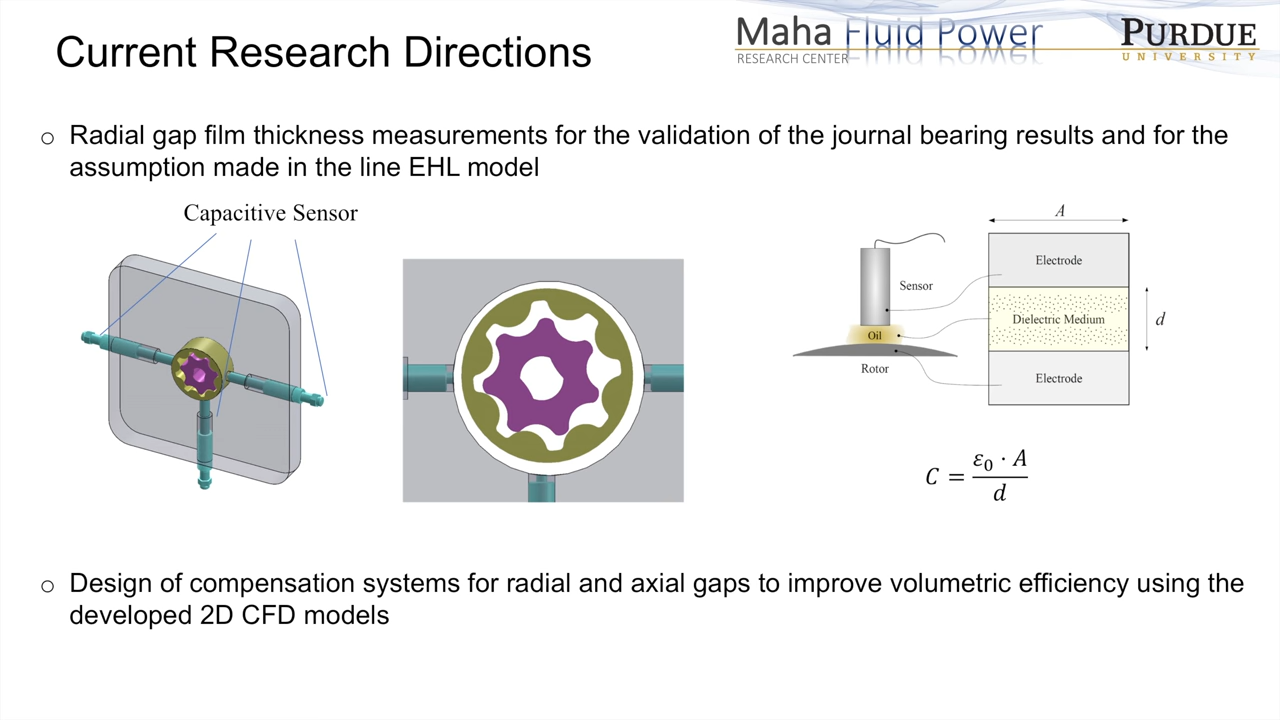 Current Research Directions
Maha Fluid Power
RESEARCH CENTER
PURDUE
UNIVERSITY
o Radial gap film thickness measurements for the validation of the journal bearing results and for the
assumption made in the line EHL model
Capacitive Sensor
Sensor
Oil
Rotor
A
Electrode
Dielectric Medium
d
Electrode
C = ε₀ · A / d
o Design of compensation systems for radial and axial gaps to improve volumetric efficiency using the
developed 2D CFD models